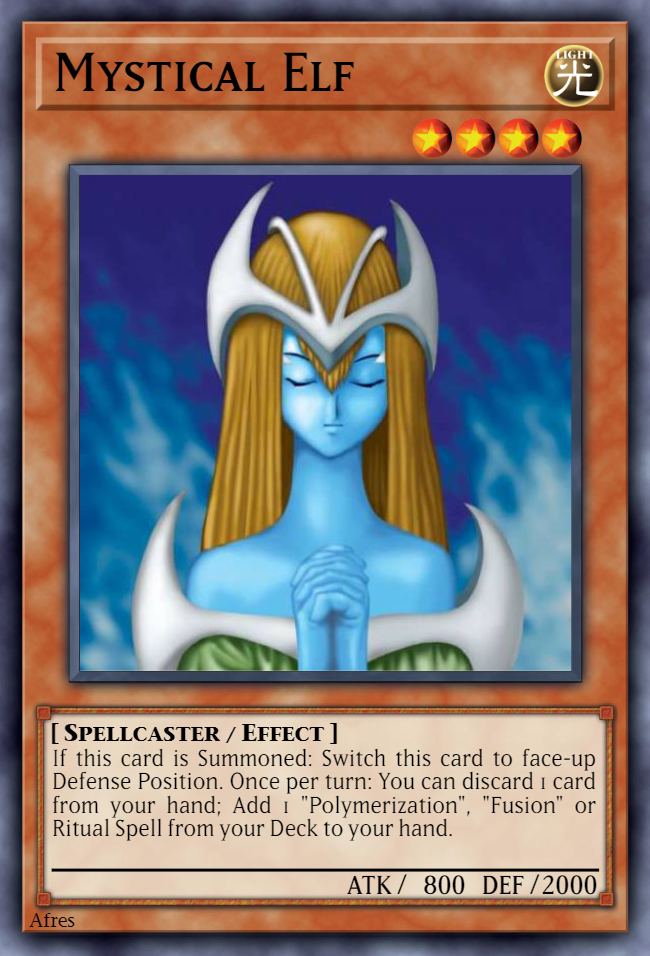 Mystical Elf
LIGHT
光
[ Spellcaster / Effect ]
If this card is Summoned: Switch this card to face-up
Defense Position. Once per turn: You can discard 1 card
from your hand; Add 1 "Polymerization", "Fusion" or
Ritual Spell from your Deck to your hand.
ATK / 800 DEF /2000
Afres